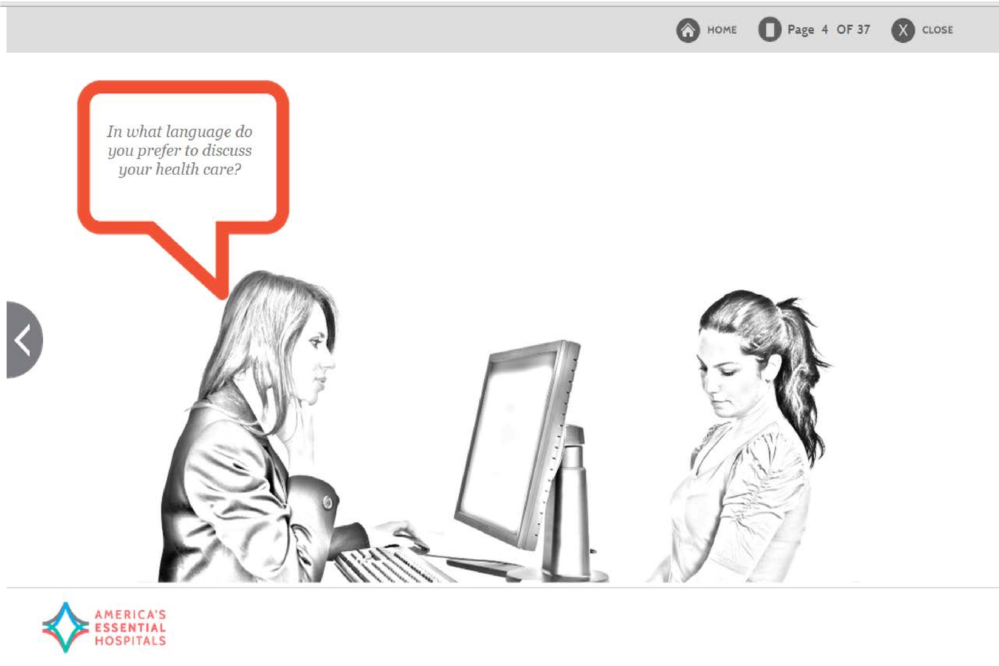 HOME Page 4 OF 37 X CLOSE
In what language do
you prefer to discuss
your health care?
AMERICA'S
ESSENTIAL
HOSPITALS